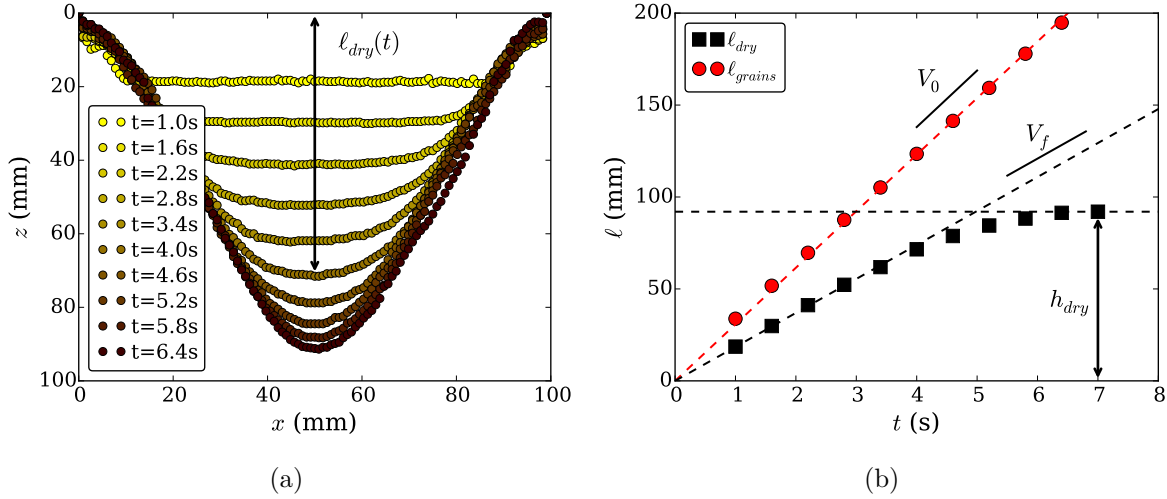 0
20
40
60
80
100
z (mm)
ℓdry(t)
t=1.0s
t=1.6s
t=2.2s
t=2.8s
t=3.4s
t=4.0s
t=4.6s
t=5.2s
t=5.8s
t=6.4s
0 20 40 60 80 100
x (mm)
(a)
200
150
100
50
0
ℓ (mm)
ℓdry
ℓgrains
V0
Vf
hdry
0 1 2 3 4 5 6 7 8
t (s)
(b)